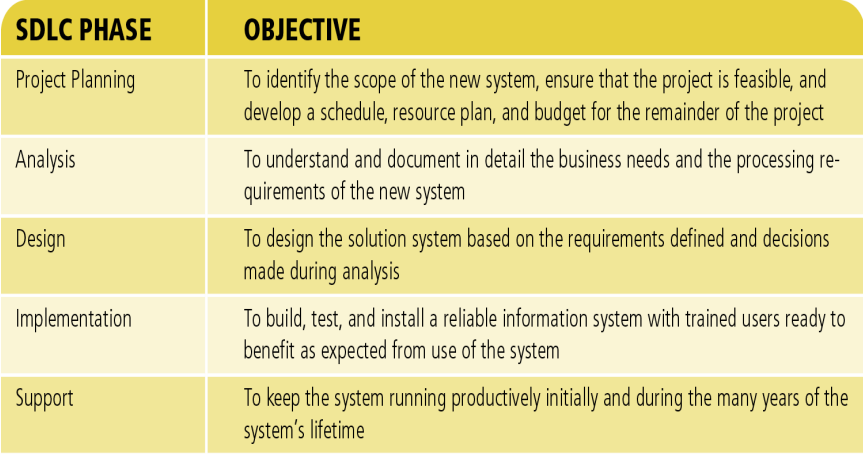 SDLC PHASE OBJECTIVE
Project Planning To identify the scope of the new system, ensure that the project is feasible, and
develop a schedule, resource plan, and budget for the remainder of the project
Analysis To understand and document in detail the business needs and the processing re-
quirements of the new system
Design To design the solution system based on the requirements defined and decisions
made during analysis
Implementation To build, test, and install a reliable information system with trained users ready to
benefit as expected from use of the system
Support To keep the system running productively initially and during the many years of the
system's lifetime